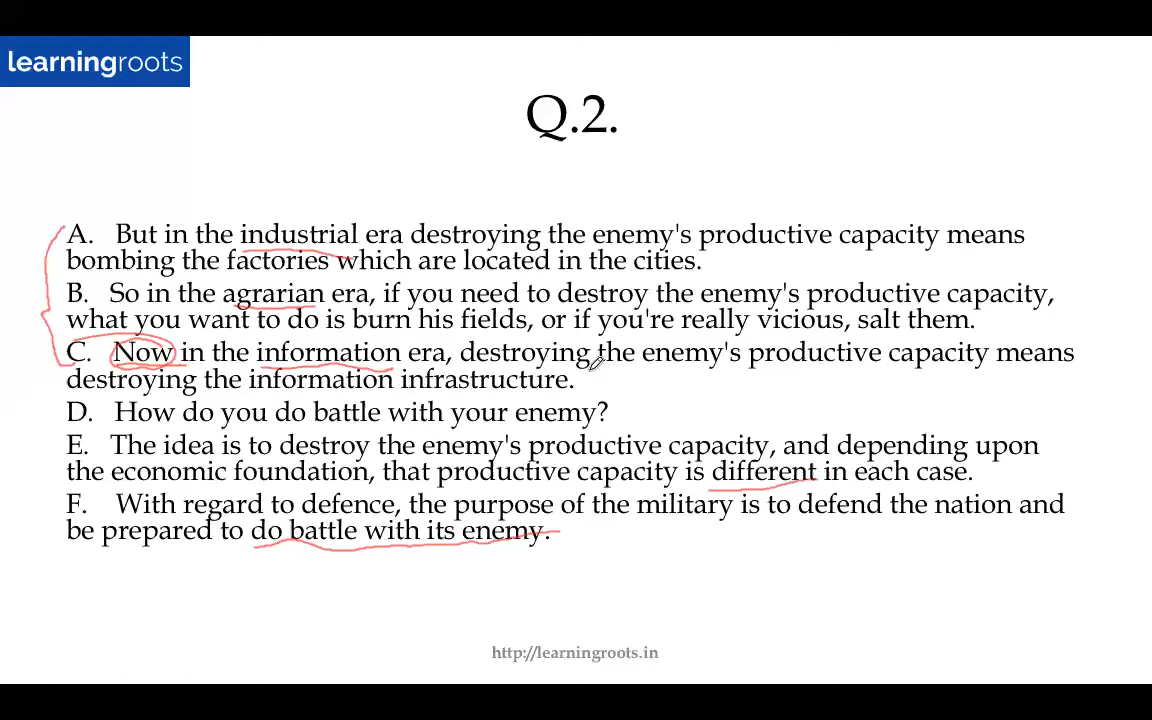 learningroots
Q.2.
A. But in the industrial era destroying the enemy's productive capacity means
bombing the factories which are located in the cities.
B. So in the agrarian era, if you need to destroy the enemy's productive capacity,
what you want to do is burn his fields, or if you're really vicious, salt them.
C. Now in the information era, destroying the enemy's productive capacity means
destroying the information infrastructure.
D. How do you do battle with your enemy?
E. The idea is to destroy the enemy's productive capacity, and depending upon
the economic foundation, that productive capacity is different in each case.
F. With regard to defence, the purpose of the military is to defend the nation and
be prepared to do battle with its enemy.
http://learningroots.in